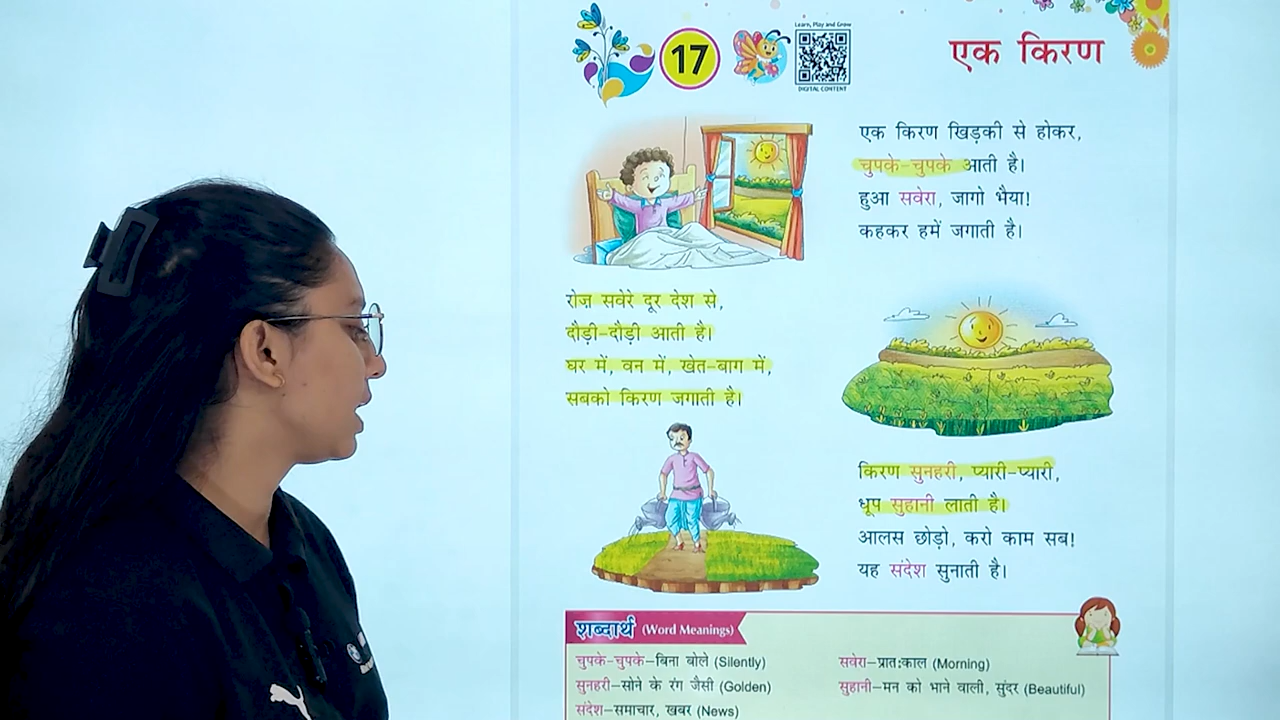 Learn, Play and Grow
17
DIGITAL CONTENT
एक किरण
एक किरण खिड़की से होकर,
चुपके-चुपके आती है।
हुआ सवेरा, जागो भैया!
कहकर हमें जगाती है।
रोज़ सवेरे दूर देश से,
दौड़ी-दौड़ी आती है।
घर में, वन में, खेत-बाग में,
सबको किरण जगाती है।
किरण सुनहरी, प्यारी-प्यारी,
धूप सुहानी लाती है।
आलस छोड़ो, करो काम सब!
यह संदेश सुनाती है।
शब्दार्थ (Word Meanings)
चुपके-चुपके–बिना बोले (Silently)
सवेरा–प्रात:काल (Morning)
सुनहरी–सोने के रंग जैसी (Golden)
सुहानी–मन को भाने वाली, सुंदर (Beautiful)
संदेश–समाचार, खबर (News)